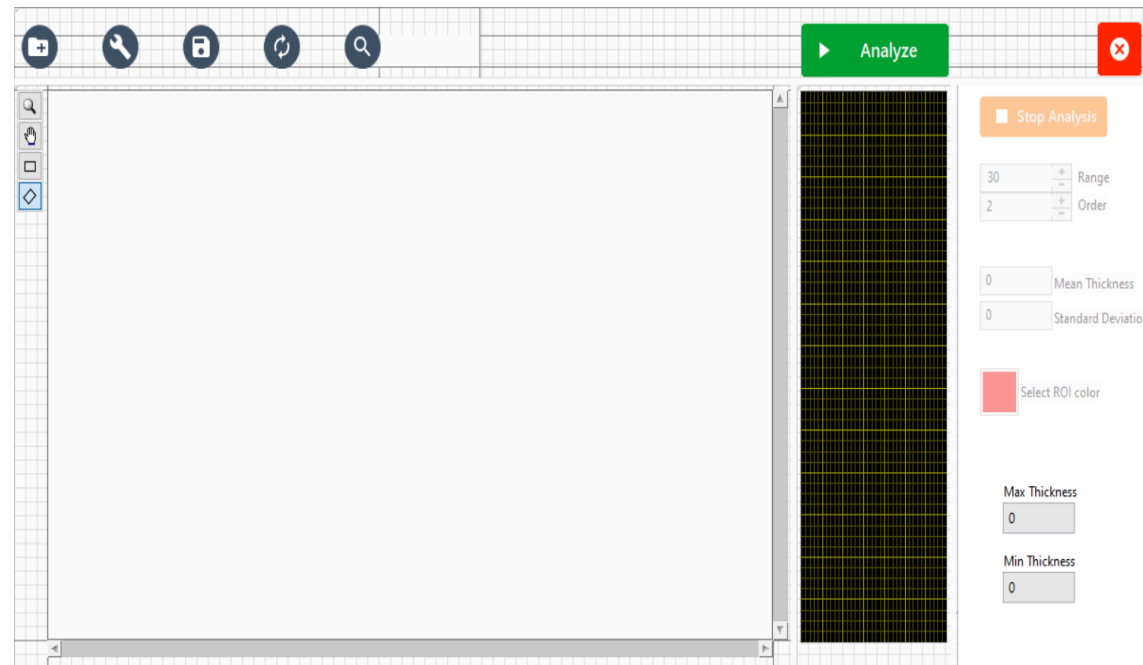 Analyze
Stop Analysis
30 Range
2 Order
0 Mean Thickness
0 Standard Deviatio
Select ROI color
Max Thickness
0
Min Thickness
0